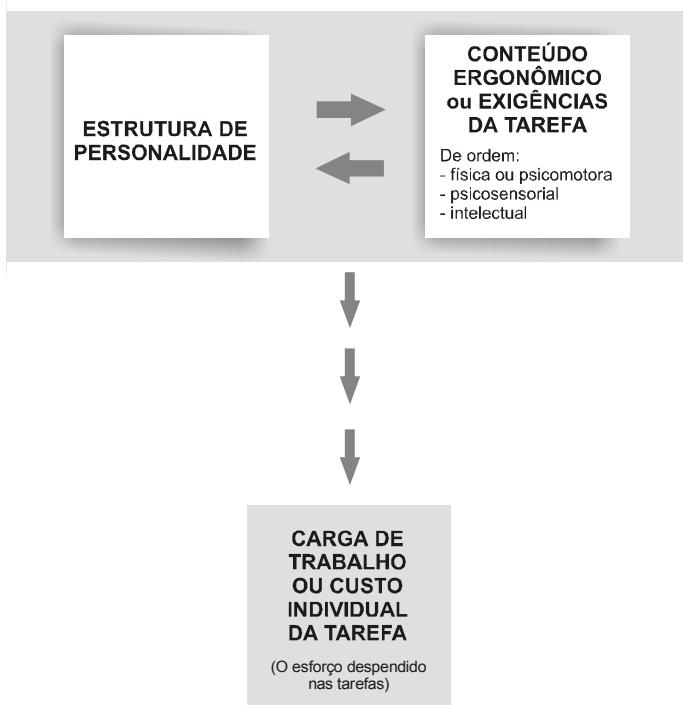 ESTRUTURA DE
PERSONALIDADE
CONTEÚDO
ERGONÔMICO
ou EXIGÊNCIAS
DA TAREFA
De ordem:
- física ou psicomotora
- psicosensorial
- intelectual
CARGA DE
TRABALHO
OU CUSTO
INDIVIDUAL
DA TAREFA
(O esforço despendido
nas tarefas)